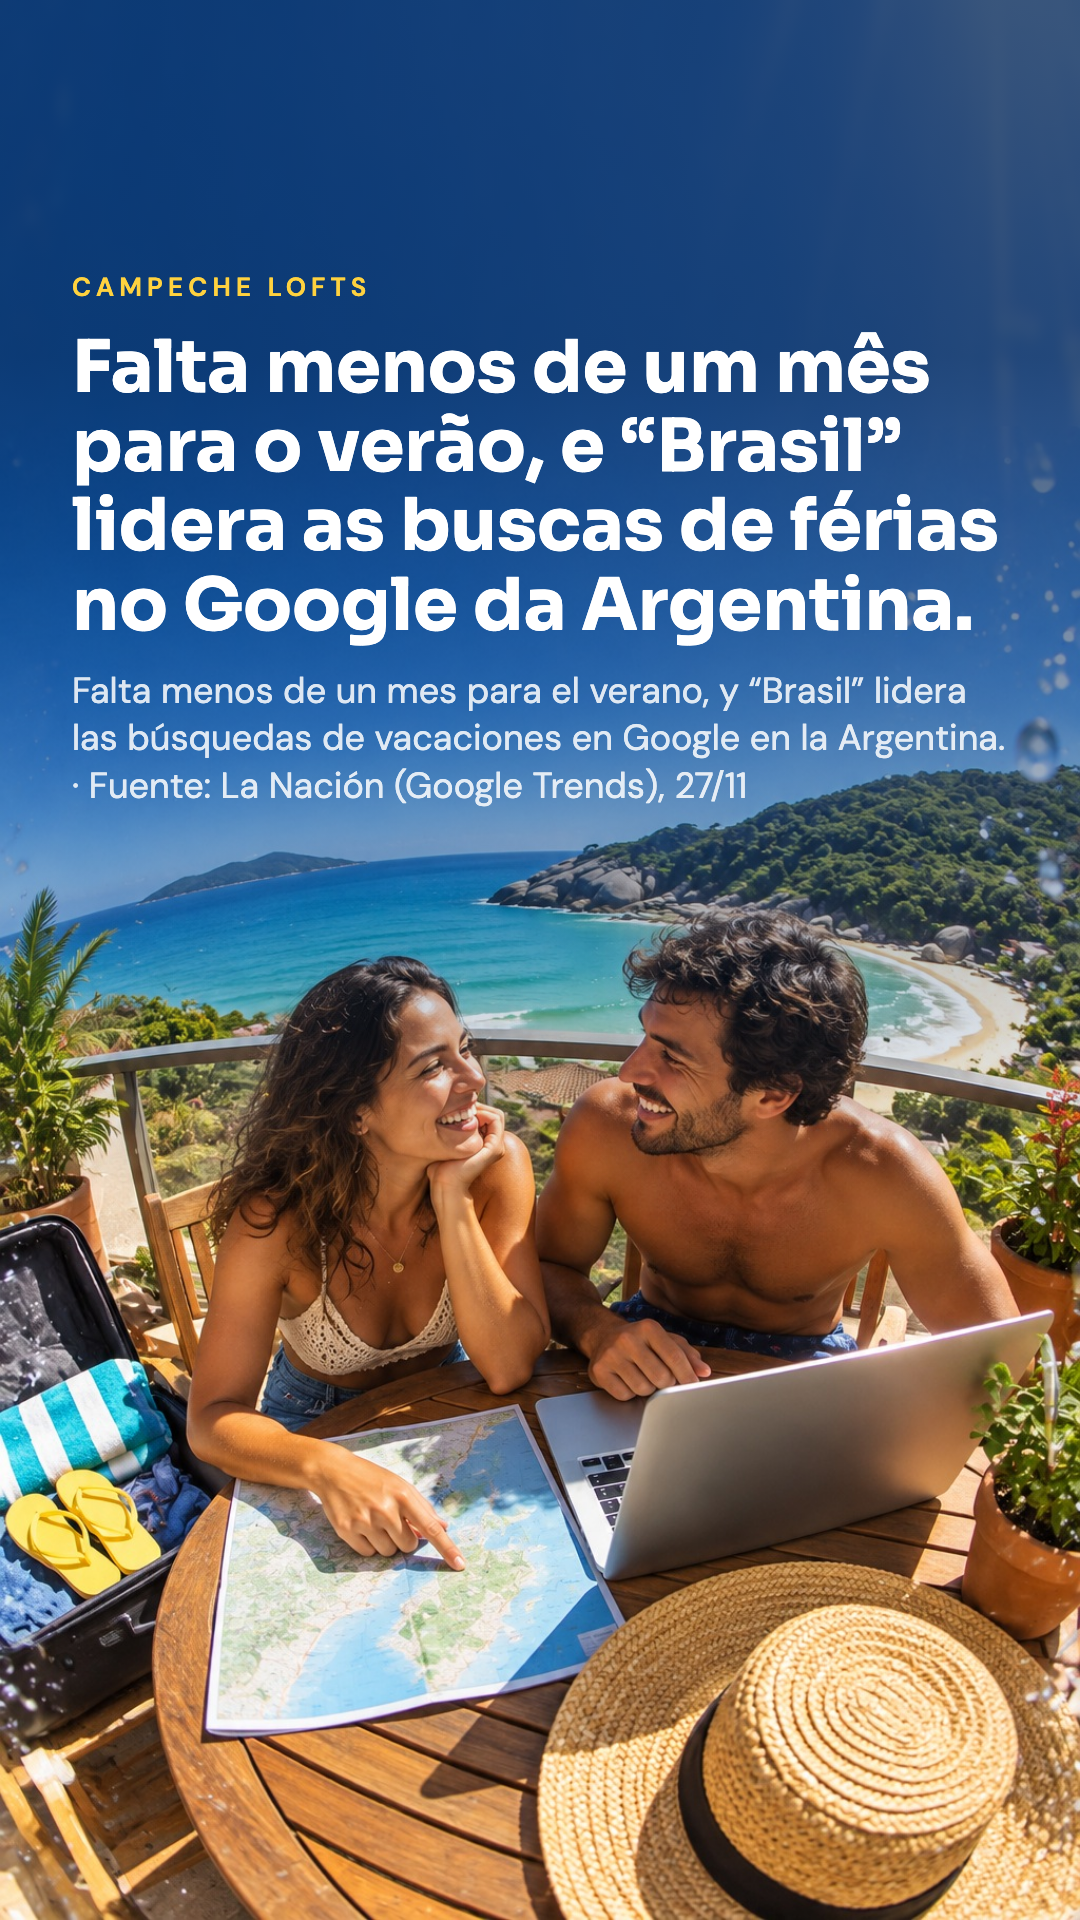 CAMPECHE LOFTS
Falta menos de um mês
para o verão, e “Brasil”
lidera as buscas de férias
no Google da Argentina.
Falta menos de un mes para el verano, y “Brasil” lidera
las búsquedas de vacaciones en Google en la Argentina.
· Fuente: La Nación (Google Trends), 27/11